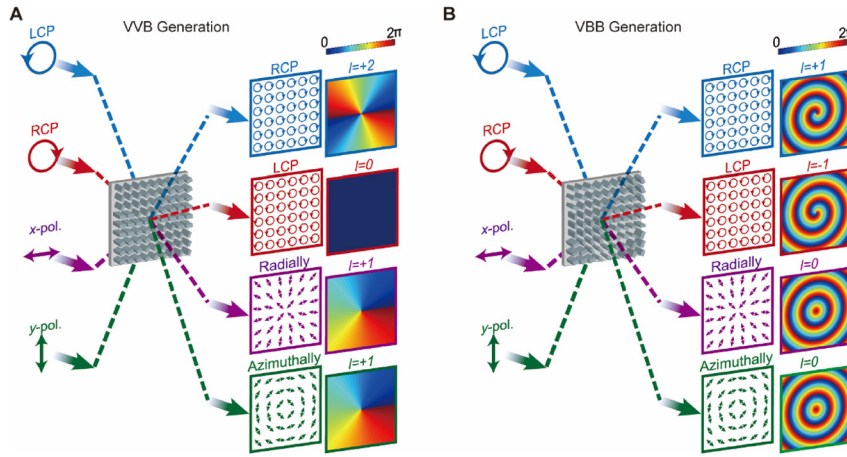 A
VVB Generation
LCP
0
2π
RCP
l=+2
RCP
LCP
l=0
x-pol.
Radially
l=+1
y-pol.
Azimuthally
l=+1
B
VBB Generation
LCP
0
RCP
l=+1
RCP
LCP
l=-1
x-pol.
Radially
l=0
y-pol.
Azimuthally
l=0